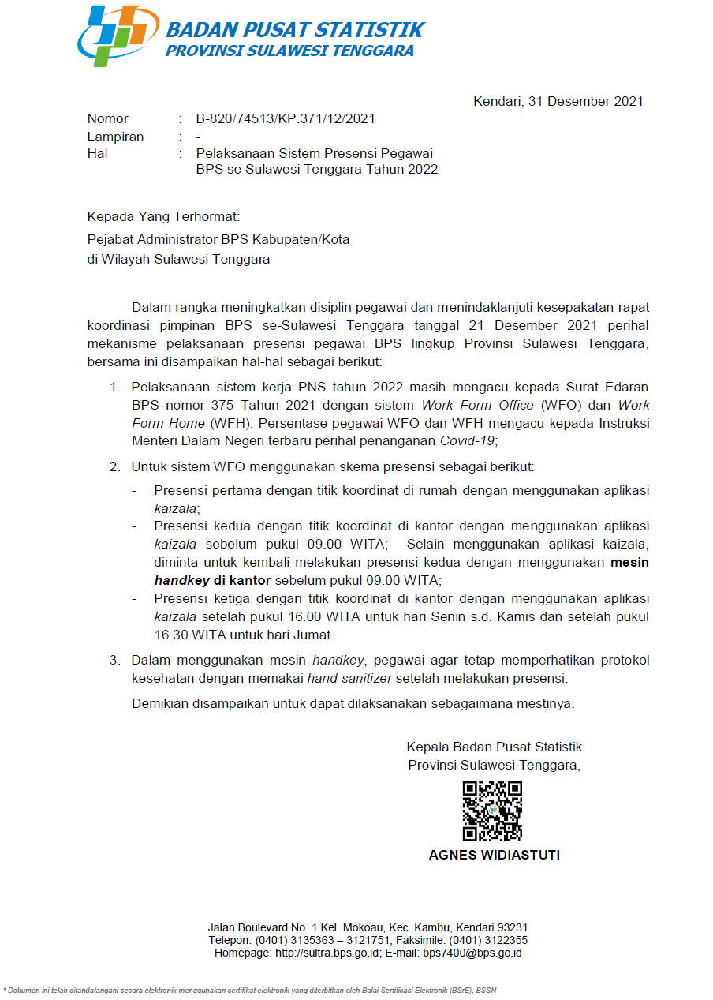 BADAN PUSAT STATISTIK
PROVINSI SULAWESI TENGGARA
Kendari, 31 Desember 2021
Nomor : B-820/74513/KP.371/12/2021
Lampiran : -
Hal : Pelaksanaan Sistem Presensi Pegawai
BPS se Sulawesi Tenggara Tahun 2022
Kepada Yang Terhormat:
Pejabat Administrator BPS Kabupaten/Kota
di Wilayah Sulawesi Tenggara
Dalam rangka meningkatkan disiplin pegawai dan menindaklanjuti kesepakatan rapat
koordinasi pimpinan BPS se-Sulawesi Tenggara tanggal 21 Desember 2021 perihal
mekanisme pelaksanaan presensi pegawai BPS lingkup Provinsi Sulawesi Tenggara,
bersama ini disampaikan hal-hal sebagai berikut:
1. Pelaksanaan sistem kerja PNS tahun 2022 masih mengacu kepada Surat Edaran
BPS nomor 375 Tahun 2021 dengan sistem Work Form Office (WFO) dan Work
Form Home (WFH). Persentase pegawai WFO dan WFH mengacu kepada Instruksi
Menteri Dalam Negeri terbaru perihal penanganan Covid-19;
2. Untuk sistem WFO menggunakan skema presensi sebagai berikut:
- Presensi pertama dengan titik koordinat di rumah dengan menggunakan aplikasi
kaizala;
- Presensi kedua dengan titik koordinat di kantor dengan menggunakan aplikasi
kaizala sebelum pukul 09.00 WITA; Selain menggunakan aplikasi kaizala,
diminta untuk kembali melakukan presensi kedua dengan menggunakan mesin
handkey di kantor sebelum pukul 09.00 WITA;
- Presensi ketiga dengan titik koordinat di kantor dengan menggunakan aplikasi
kaizala setelah pukul 16.00 WITA untuk hari Senin s.d. Kamis dan setelah pukul
16.30 WITA untuk hari Jumat.
3. Dalam menggunakan mesin handkey, pegawai agar tetap memperhatikan protokol
kesehatan dengan memakai hand sanitizer setelah melakukan presensi.
Demikian disampaikan untuk dapat dilaksanakan sebagaimana mestinya.
Kepala Badan Pusat Statistik
Provinsi Sulawesi Tenggara,
AGNES WIDIASTUTI
Jalan Boulevard No. 1 Kel. Mokoau, Kec. Kambu, Kendari 93231
Telepon: (0401) 3135363 – 3121751; Faksimile: (0401) 3122355
Homepage: http://sultra.bps.go.id; E-mail: bps7400@bps.go.id
* Dokumen ini telah ditandatangani secara elektronik menggunakan sertifikat elektronik yang diterbitkan oleh Balai Sertifikasi Elektronik (BSrE), BSSN